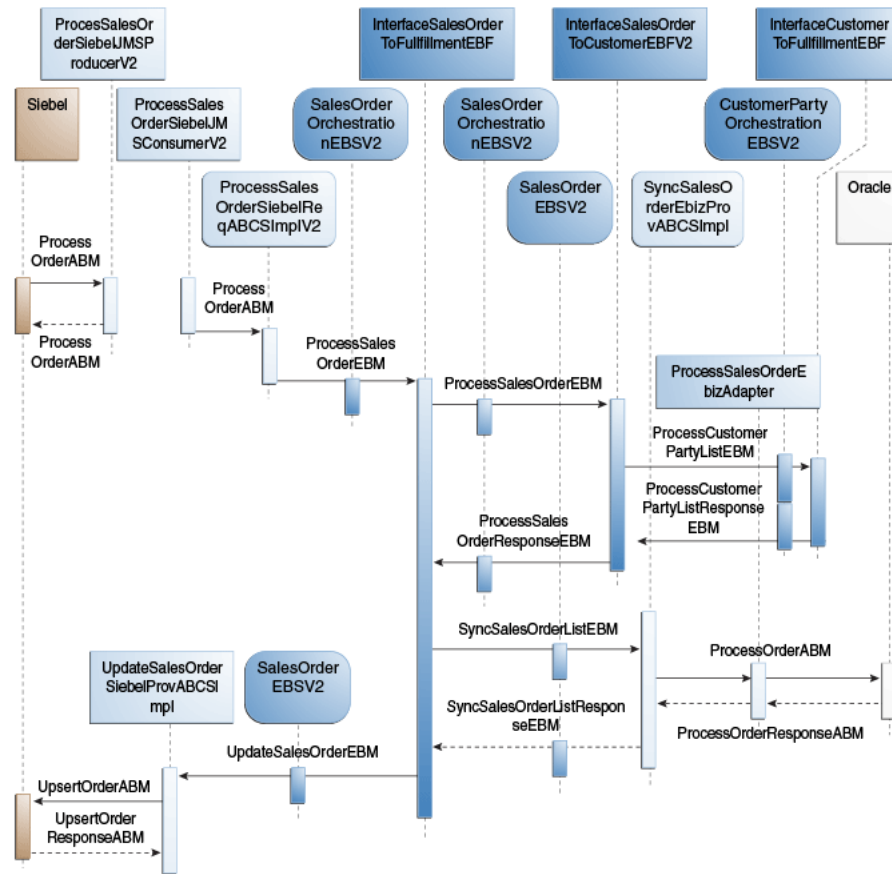 ProcesSalesOr
derSiebelJMSP
roducerV2
InterfaceSalesOrder
ToFullfillmentEBF
InterfaceSalesOrder
ToCustomerEBFV2
InterfaceCustomer
ToFullfillmentEBF
Siebel
ProcessSales
OrderSiebelJM
SConsumerV2
SalesOrder
Orchestratio
nEBSV2
SalesOrder
Orchestratio
nEBSV2
CustomerParty
Orchestration
EBSV2
ProcessSales
OrderSiebelRe
qABCSImplV2
SalesOrder
EBSV2
SyncSalesO
rderEbizPro
vABCSImpl
Oracle
Process
OrderABM
Process
OrderABM
Process
OrderABM
ProcessSales
OrderEBM
ProcessSalesOrderEBM
ProcessSalesOrderE
bizAdapter
ProcessCustomer
PartyListEBM
ProcessCustomer
PartyListResponse
EBM
ProcessSales
OrderResponseEBM
SyncSalesOrderListEBM
ProcessOrderABM
UpdateSalesOrder
SiebelProvABCSI
mpl
SalesOrder
EBSV2
SyncSalesOrderListRespon
seEBM
ProcessOrderResponseABM
UpdateSalesOrderEBM
UpsertOrderABM
UpsertOrder
ResponseABM